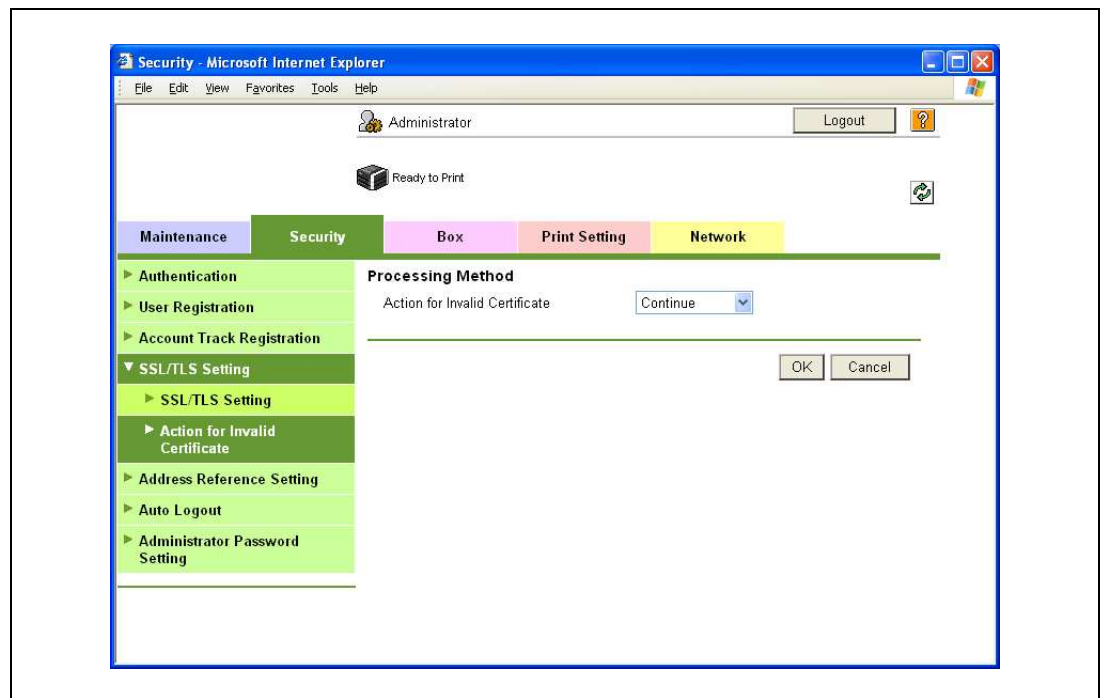 Security - Microsoft Internet Explorer
File Edit View Favorites Tools Help
Administrator
Logout
?
Ready to Print
Maintenance Security Box Print Setting Network
Authentication
User Registration
Account Track Registration
SSL/TLS Setting
SSL/TLS Setting
Action for Invalid
Certificate
Address Reference Setting
Auto Logout
Administrator Password
Setting
Processing Method
Action for Invalid Certificate Continue
OK Cancel